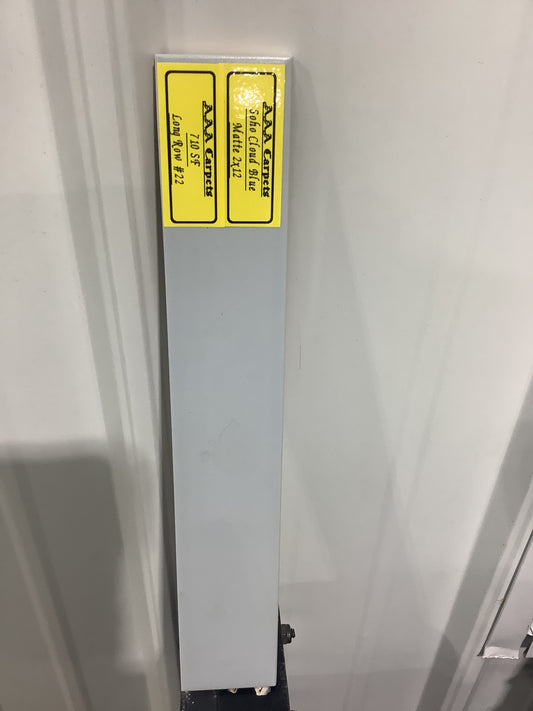 AAA Carpets
Soho Cloud Blue
Matte 2x12
AAA Carpets
710 SF
Long Row #22